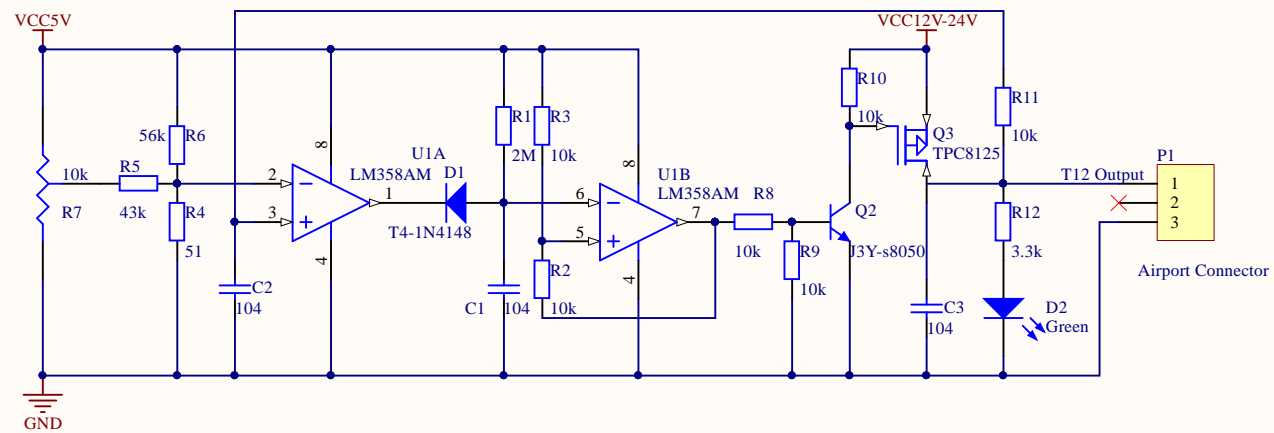 VCC5V
VCC12V-24V
R10
10k
R11
10k
R1
2M
R3
10k
56k
R6
8
8
Q3
TPC8125
P1
U1A
LM358AM
D1
10k
R5
2
1
T12 Output
1
U1B
LM358AM
R8
6
7
2
R7
43k
R4
51
3
T4-1N4148
5
10k
Q2
J3Y-s8050
R12
3.3k
3
4
4
R2
10k
R9
10k
Airport Connector
C2
104
C1
104
C3
104
D2
Green
GND